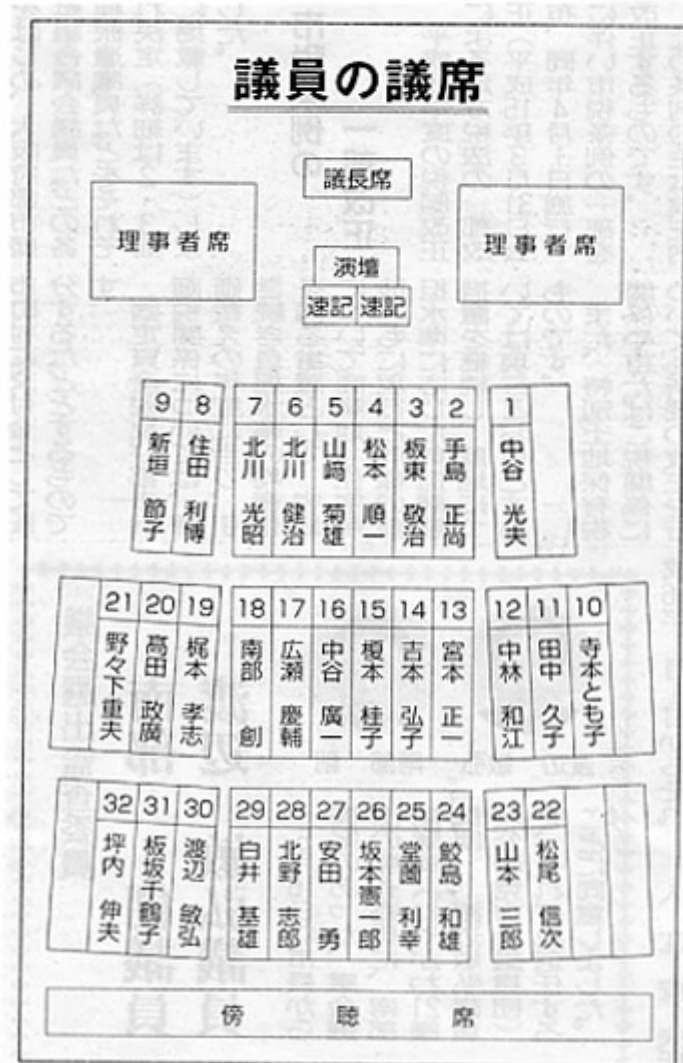 議員の議席
議長席
理事者席
理事者席
演壇
速記 速記
9 8 7 6 5 4 3 2 1
新垣 節子
住田 利博
北川 光昭
北川 健治
山﨑 菊雄
松本 順一
板東 敬治
手島 正尚
中谷 光夫
21 20 19 18 17 16 15 14 13 12 11 10
野々下重夫
高田 政廣
梶本 孝志
南部 創
広瀬 慶輔
中谷 廣一
榎本 桂子
吉本 弘子
宮本 正一
中林 和江
田中 久子
寺本とも子
32 31 30 29 28 27 26 25 24 23 22
坪内 伸夫
板坂千鶴子
渡辺 敏弘
白井 基雄
北野 志郎
安田 勇
坂本憲一郎
堂薗 利幸
鮫島 和雄
山本 三郎
松尾 信次
傍聴席